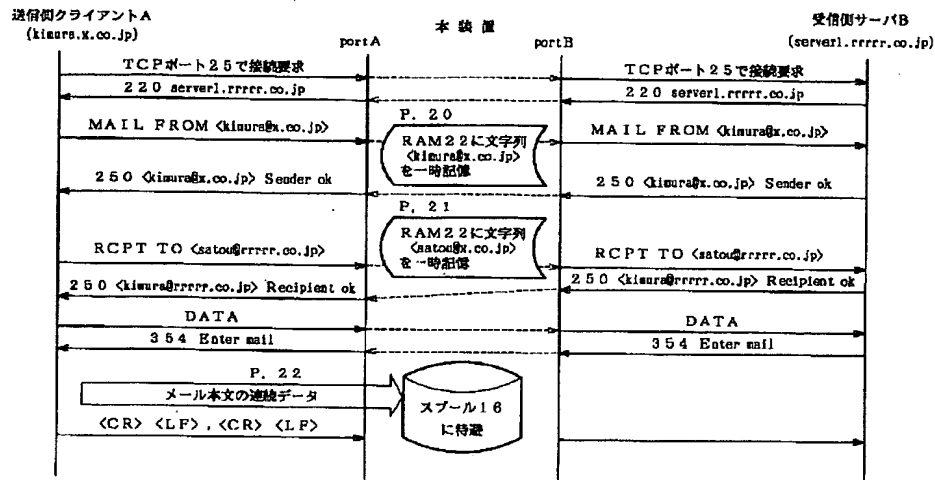 送信側クライアントA
(kimura.x.co.jp)
本装置
受信側サーバB
(server1.rrrrr.co.jp)
portA
portB
TCPポート25で接続要求
TCPポート25で接続要求
220 server1.rrrrr.co.jp
220 server1.rrrrr.co.jp
P. 20
MAIL FROM <kimura@x.co.jp>
RAM22に文字列
<kimura@x.co.jp>
を一時記憶
MAIL FROM <kimura@x.co.jp>
250 <kimura@x.co.jp> Sender ok
250 <kimura@x.co.jp> Sender ok
P. 21
RCPT TO <satou@rrrrr.co.jp>
RAM22に文字列
<satou@x.co.jp>
を一時記憶
RCPT TO <satou@rrrrr.co.jp>
250 <kimura@rrrrr.co.jp> Recipient ok
250 <kimura@rrrrr.co.jp> Recipient ok
DATA
DATA
354 Enter mail
354 Enter mail
P. 22
メール本文の連続データ
スプール16
に待避
<CR> <LF>, <CR> <LF>